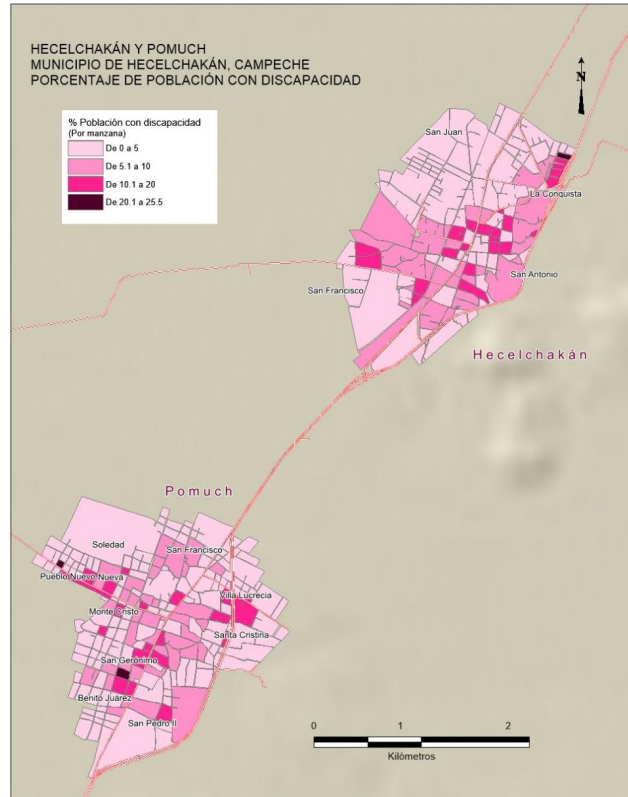 HECELCHAKÁN Y POMUCH
MUNICIPIO DE HECELCHAKÁN, CAMPECHE
PORCENTAJE DE POBLACIÓN CON DISCAPACIDAD
N
% Población con discapacidad
(Por manzana)
De 0 a 5
De 5.1 a 10
De 10.1 a 20
De 20.1 a 25.5
San Juan
La Conquista
San Antonio
San Francisco
Hecelchakán
Pomuch
Soledad
San Francisco
Pueblo Nuevo
Nueva
Villa Lucrecia
Monte Cristo
Santa Cristina
San Gerónimo
Benito Juárez
San Pedro II
0 1 2
Kilómetros